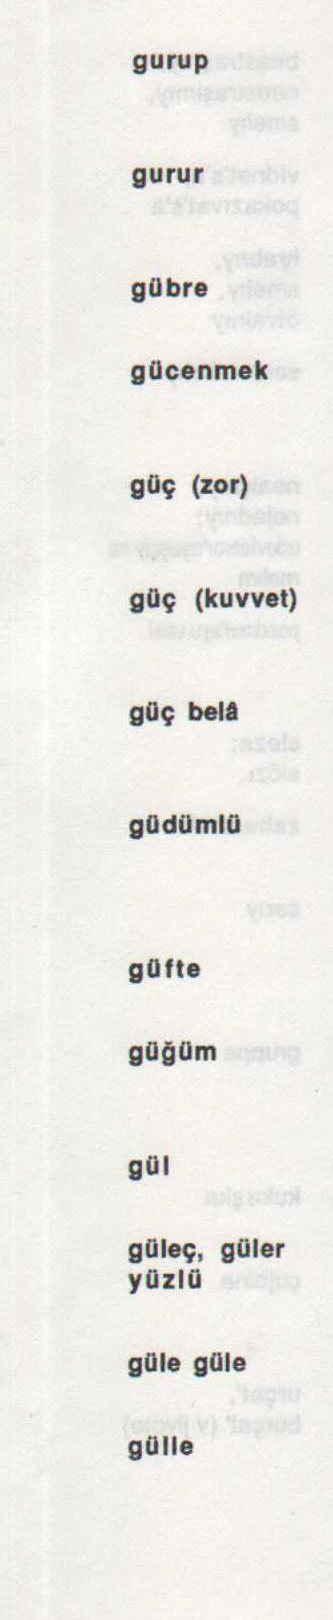 gurup
gurur
gübre
gücenmek
güç (zor)
güç (kuvvet)
güç belâ
güdümlü
güfte
güğüm
gül
güleç, güler
yüzlü
güle güle
gülle